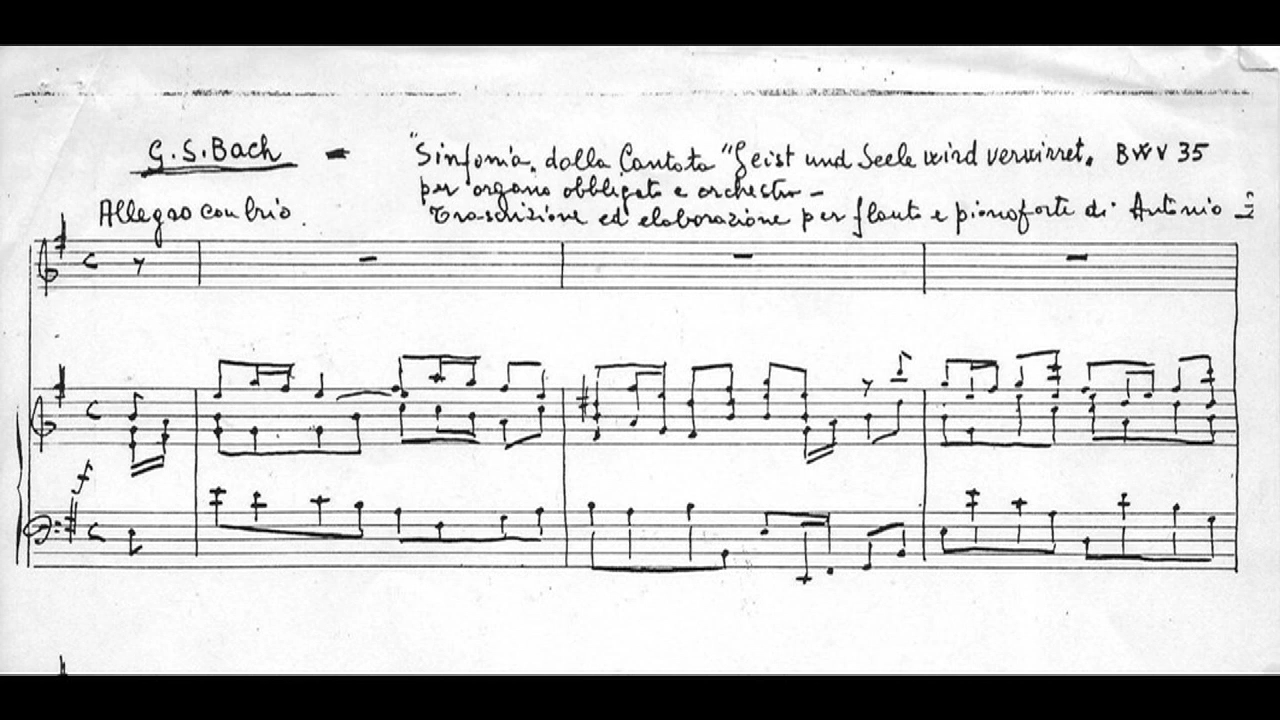 G.S.Bach - "Sinfonia" dalla Cantata "Geist und Seele wird verwirret" BWV 35
per organo obbligato e orchestra -
Allegro con brio. Trascrizione ed elaborazione per flauto e pianoforte di Antonio
f